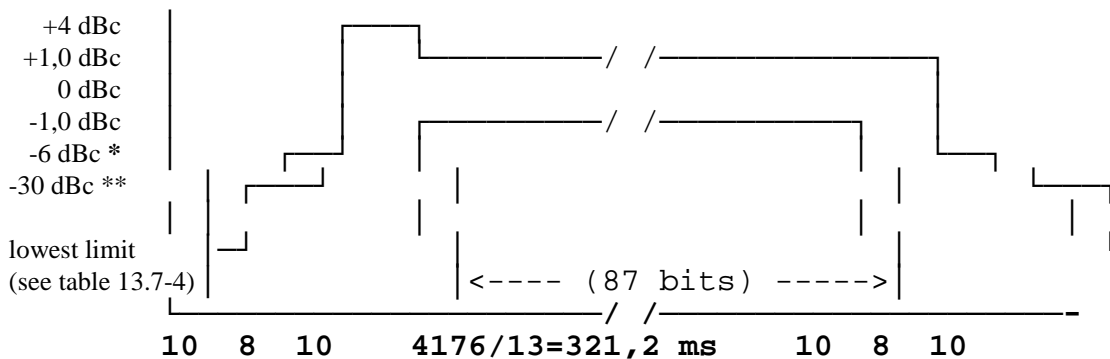 +4 dBc
+1,0 dBc
0 dBc
-1,0 dBc
-6 dBc *
-30 dBc **
lowest limit
(see table 13.7-4)
<---- (87 bits) ----->
10 8 10 4176/13=321,2 ms 10 8 10